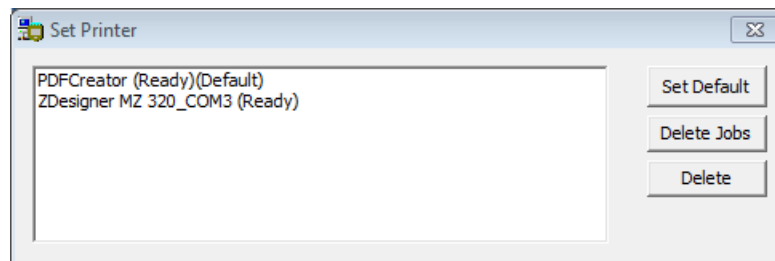 Set Printer
PDFCreator (Ready)(Default)
ZDesigner MZ 320_COM3 (Ready)
Set Default
Delete Jobs
Delete